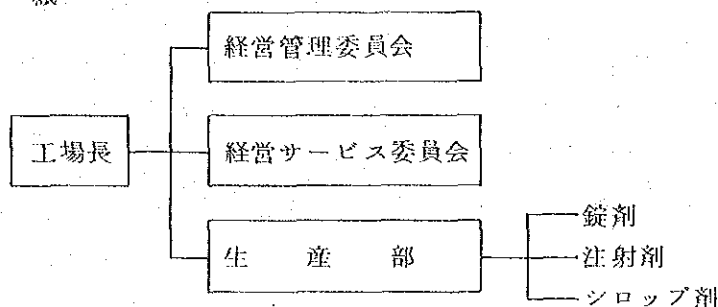 経営管理委員会
工場長
経営サービス委員会
生産部
錠剤
注射剤
シロップ剤